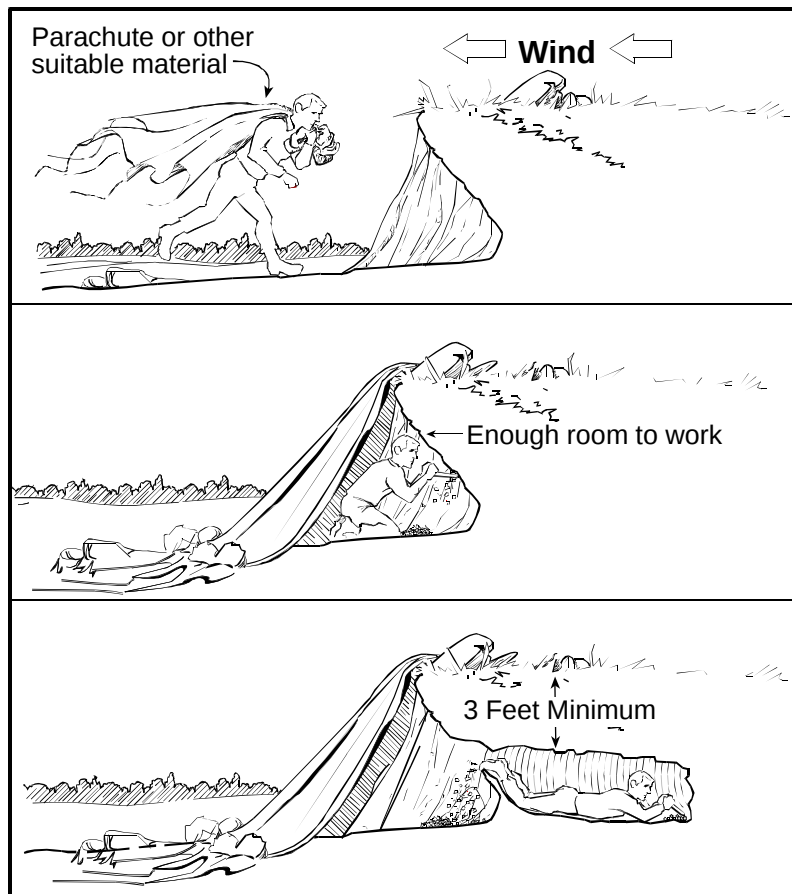 Parachute or other
suitable material
Wind
Enough room to work
3 Feet Minimum